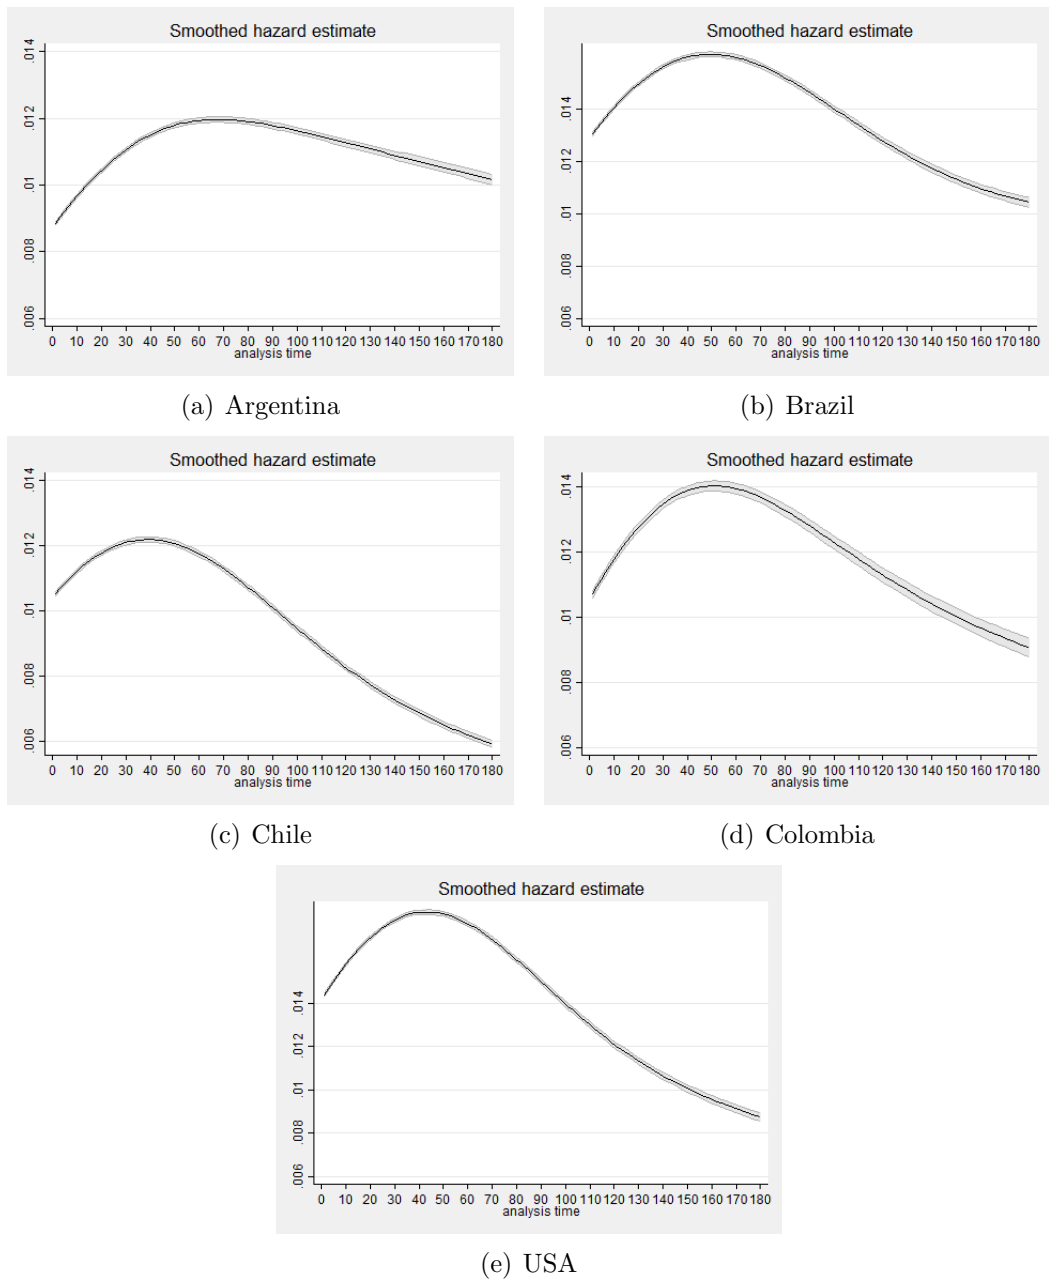 Smoothed hazard estimate
.014
.012
.01
.008
.006
0 10 20 30 40 50 60 70 80 90 100 110 120 130 140 150 160 170 180
analysis time
(a) Argentina
Smoothed hazard estimate
.014
.012
.01
.008
.006
0 10 20 30 40 50 60 70 80 90 100 110 120 130 140 150 160 170 180
analysis time
(b) Brazil
Smoothed hazard estimate
.014
.012
.01
.008
.006
0 10 20 30 40 50 60 70 80 90 100 110 120 130 140 150 160 170 180
analysis time
(c) Chile
Smoothed hazard estimate
.014
.012
.01
.008
.006
0 10 20 30 40 50 60 70 80 90 100 110 120 130 140 150 160 170 180
analysis time
(d) Colombia
Smoothed hazard estimate
.014
.012
.01
.008
.006
0 10 20 30 40 50 60 70 80 90 100 110 120 130 140 150 160 170 180
analysis time
(e) USA